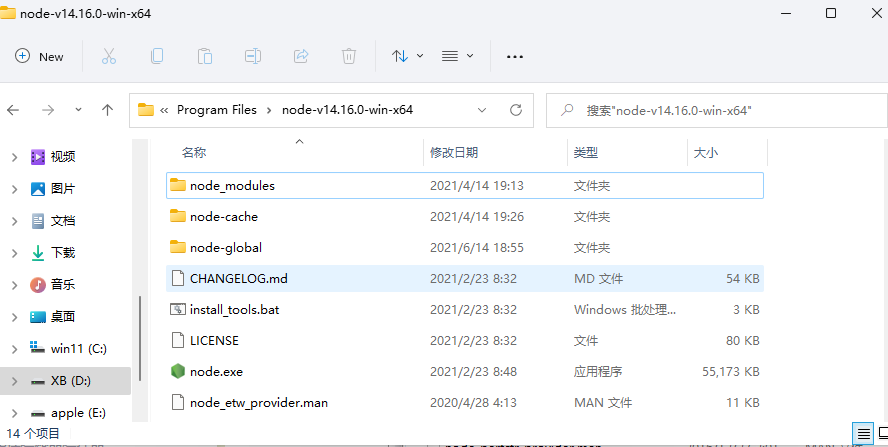 node-v14.16.0-win-x64
New
« Program Files > node-v14.16.0-win-x64
搜索"node-v14.16.0-win-x64"
名称 修改日期 类型 大小
视频
图片
文档
下载
音乐
桌面
win11 (C:)
XB (D:)
apple (E:)
node_modules 2021/4/14 19:13 文件夹
node-cache 2021/4/14 19:26 文件夹
node-global 2021/6/14 18:55 文件夹
CHANGELOG.md 2021/2/23 8:32 MD 文件 54 KB
install_tools.bat 2021/2/23 8:32 Windows 批处理... 3 KB
LICENSE 2021/2/23 8:32 文件 80 KB
node.exe 2021/2/23 8:48 应用程序 55,173 KB
node_etw_provider.man 2020/4/28 4:13 MAN 文件 11 KB
14 个项目